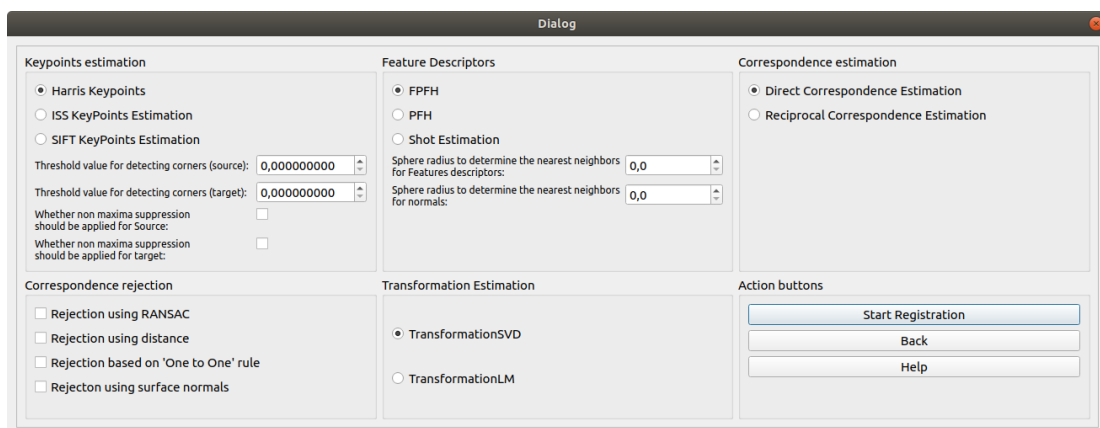 Dialog
Keypoints estimation
Harris Keypoints
ISS KeyPoints Estimation
SIFT KeyPoints Estimation
Threshold value for detecting corners (source): 0,000000000
Threshold value for detecting corners (target): 0,000000000
Whether non maxima suppression
should be applied for Source:
Whether non maxima suppression
should be applied for target:
Feature Descriptors
FPFH
PFH
Shot Estimation
Sphere radius to determine the nearest neighbors
for Features descriptors:
0,0
Sphere radius to determine the nearest neighbors
for normals:
0,0
Correspondence estimation
Direct Correspondence Estimation
Reciprocal Correspondence Estimation
Correspondence rejection
Rejection using RANSAC
Rejection using distance
Rejection based on 'One to One' rule
Rejecton using surface normals
Transformation Estimation
TransformationSVD
TransformationLM
Action buttons
Start Registration
Back
Help